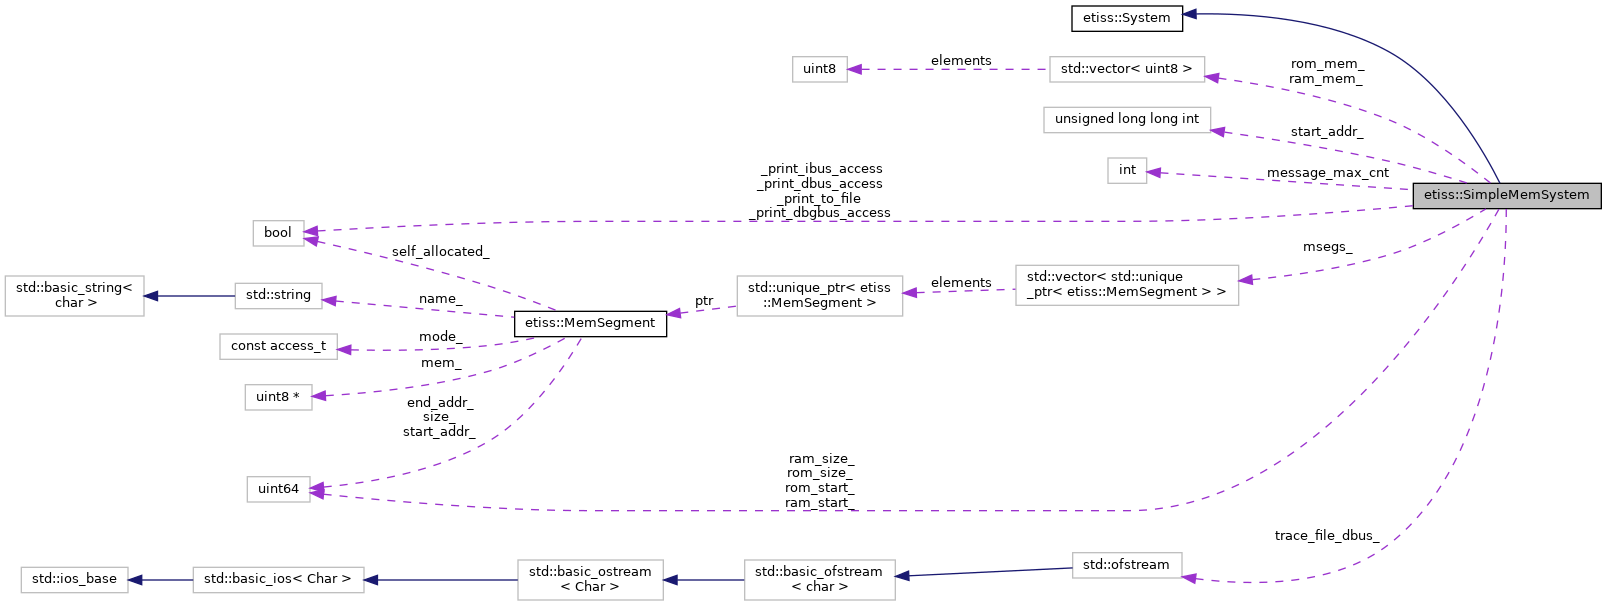 etiss::System
uint8
elements
std::vector< uint8 >
rom_mem_
ram_mem_
unsigned long long int
start_addr_
int
message_max_cnt
etiss::SimpleMemSystem
_print_ibus_access
_print_dbus_access
_print_to_file
_print_dbgbus_access
bool
self_allocated_
msegs_
std::basic_string<
char >
std::string
name_
etiss::MemSegment
ptr
std::unique_ptr< etiss
::MemSegment >
elements
std::vector< std::unique
_ptr< etiss::MemSegment > >
const access_t
mode_
mem_
uint8 *
end_addr_
size_
start_addr_
uint64
ram_size_
rom_size_
rom_start_
ram_start_
trace_file_dbus_
std::ios_base
std::basic_ios< Char >
std::basic_ostream
< Char >
std::basic_ofstream
< char >
std::ofstream